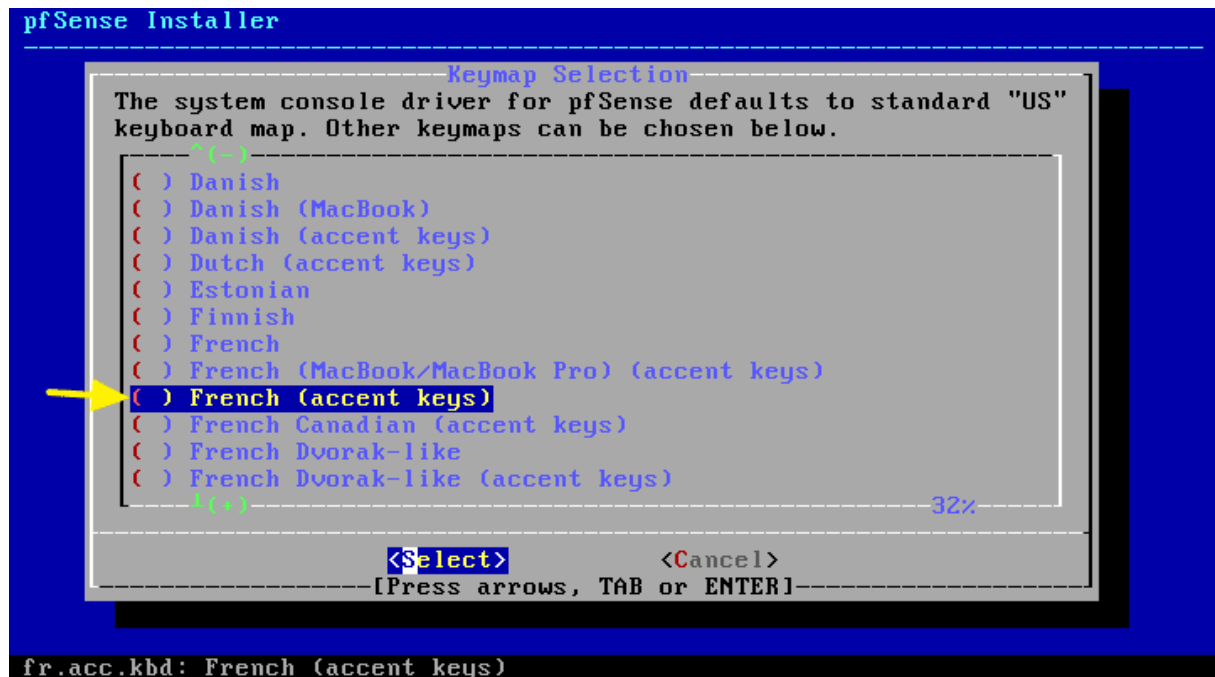 pfSense Installer
Keymap Selection
The system console driver for pfSense defaults to standard "US"
keyboard map. Other keymaps can be chosen below.
^(-)
( ) Danish
( ) Danish (MacBook)
( ) Danish (accent keys)
( ) Dutch (accent keys)
( ) Estonian
( ) Finnish
( ) French
( ) French (MacBook/MacBook Pro) (accent keys)
( ) French (accent keys)
( ) French Canadian (accent keys)
( ) French Dvorak-like
( ) French Dvorak-like (accent keys)
┴(+) 32%
<Select> <Cancel>
[Press arrows, TAB or ENTER]
fr.acc.kbd: French (accent keys)